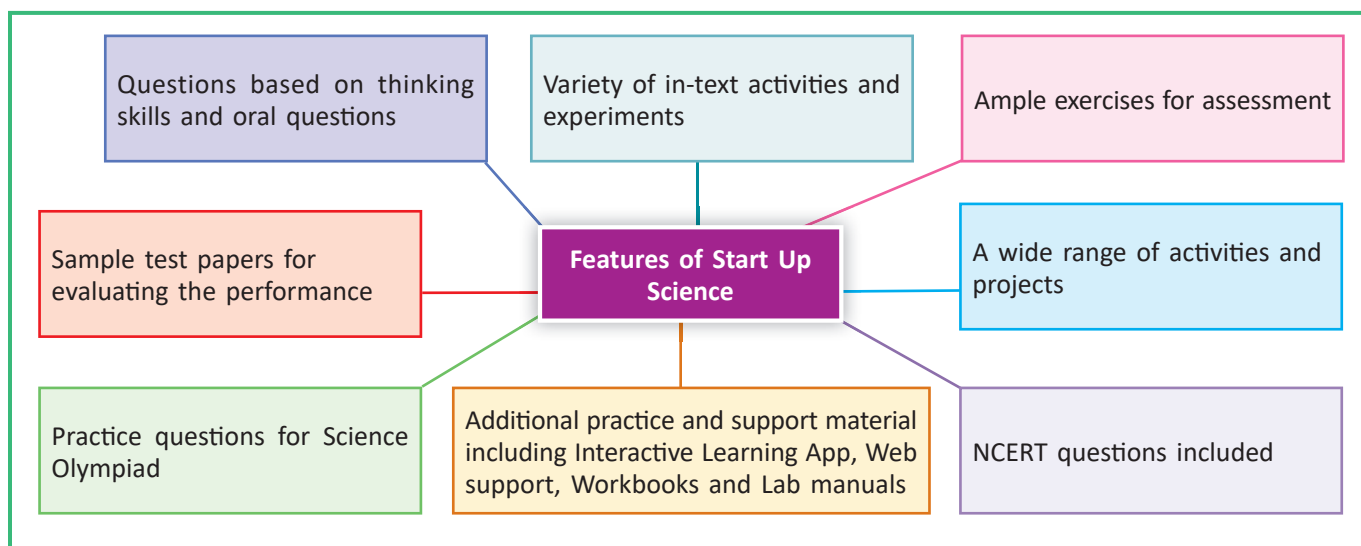 Questions based on thinking
skills and oral questions
Variety of in-text activities and
experiments
Ample exercises for assessment
Sample test papers for
evaluating the performance
Features of Start Up
Science
A wide range of activities and
projects
Practice questions for Science
Olympiad
Additional practice and support material
including Interactive Learning App, Web
support, Workbooks and Lab manuals
NCERT questions included